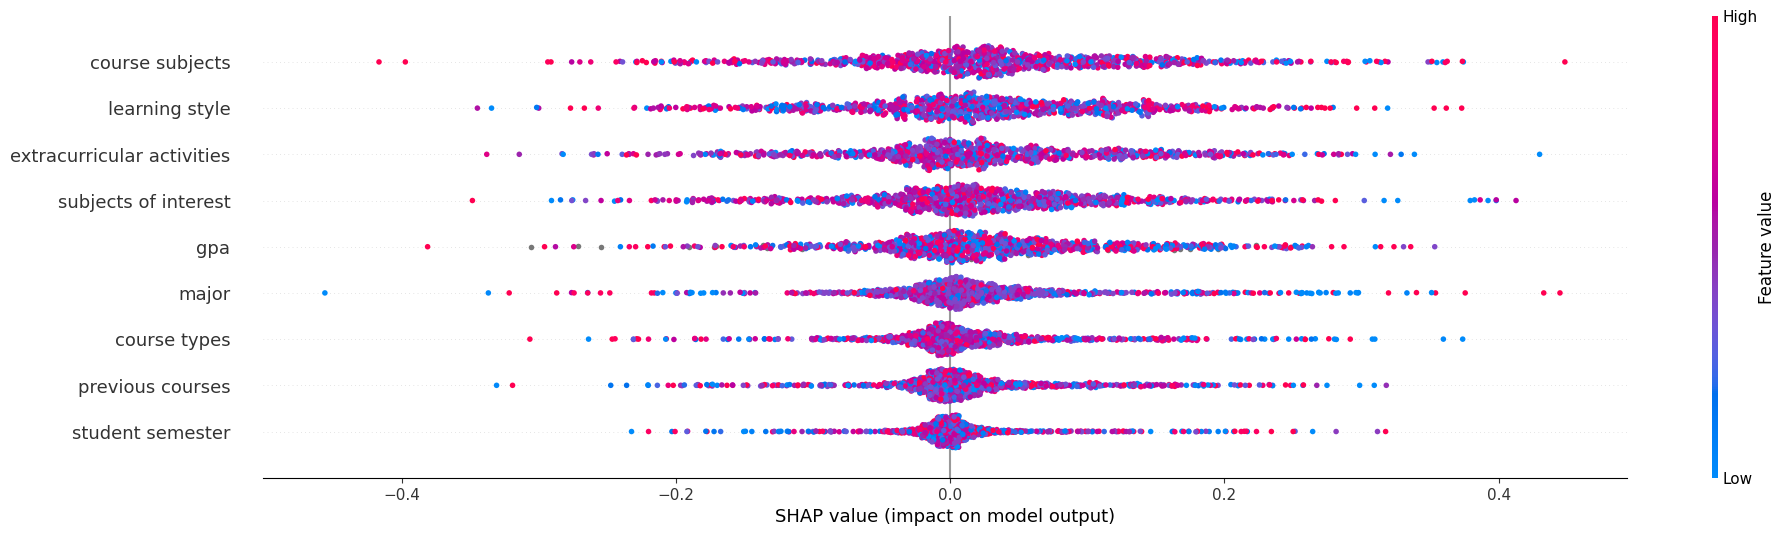 High
course subjects
learning style
extracurricular activities
subjects of interest
gpa
major
course types
previous courses
student semester
Feature value
Low
−0.4 −0.2 0.0 0.2 0.4
SHAP value (impact on model output)